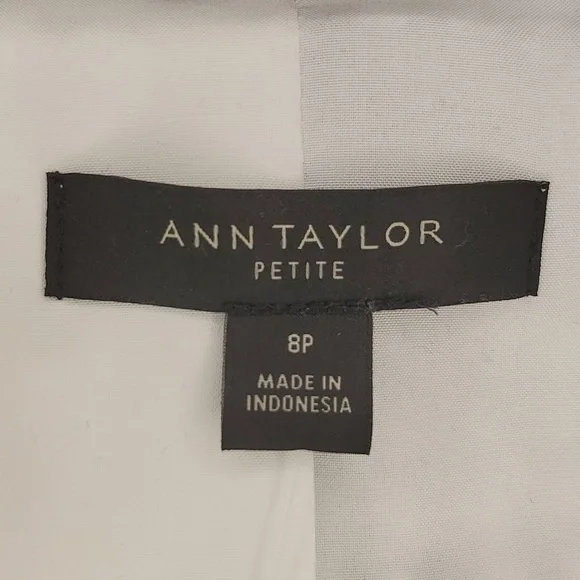 ANN TAYLOR
PETITE
8P
MADE IN
INDONESIA